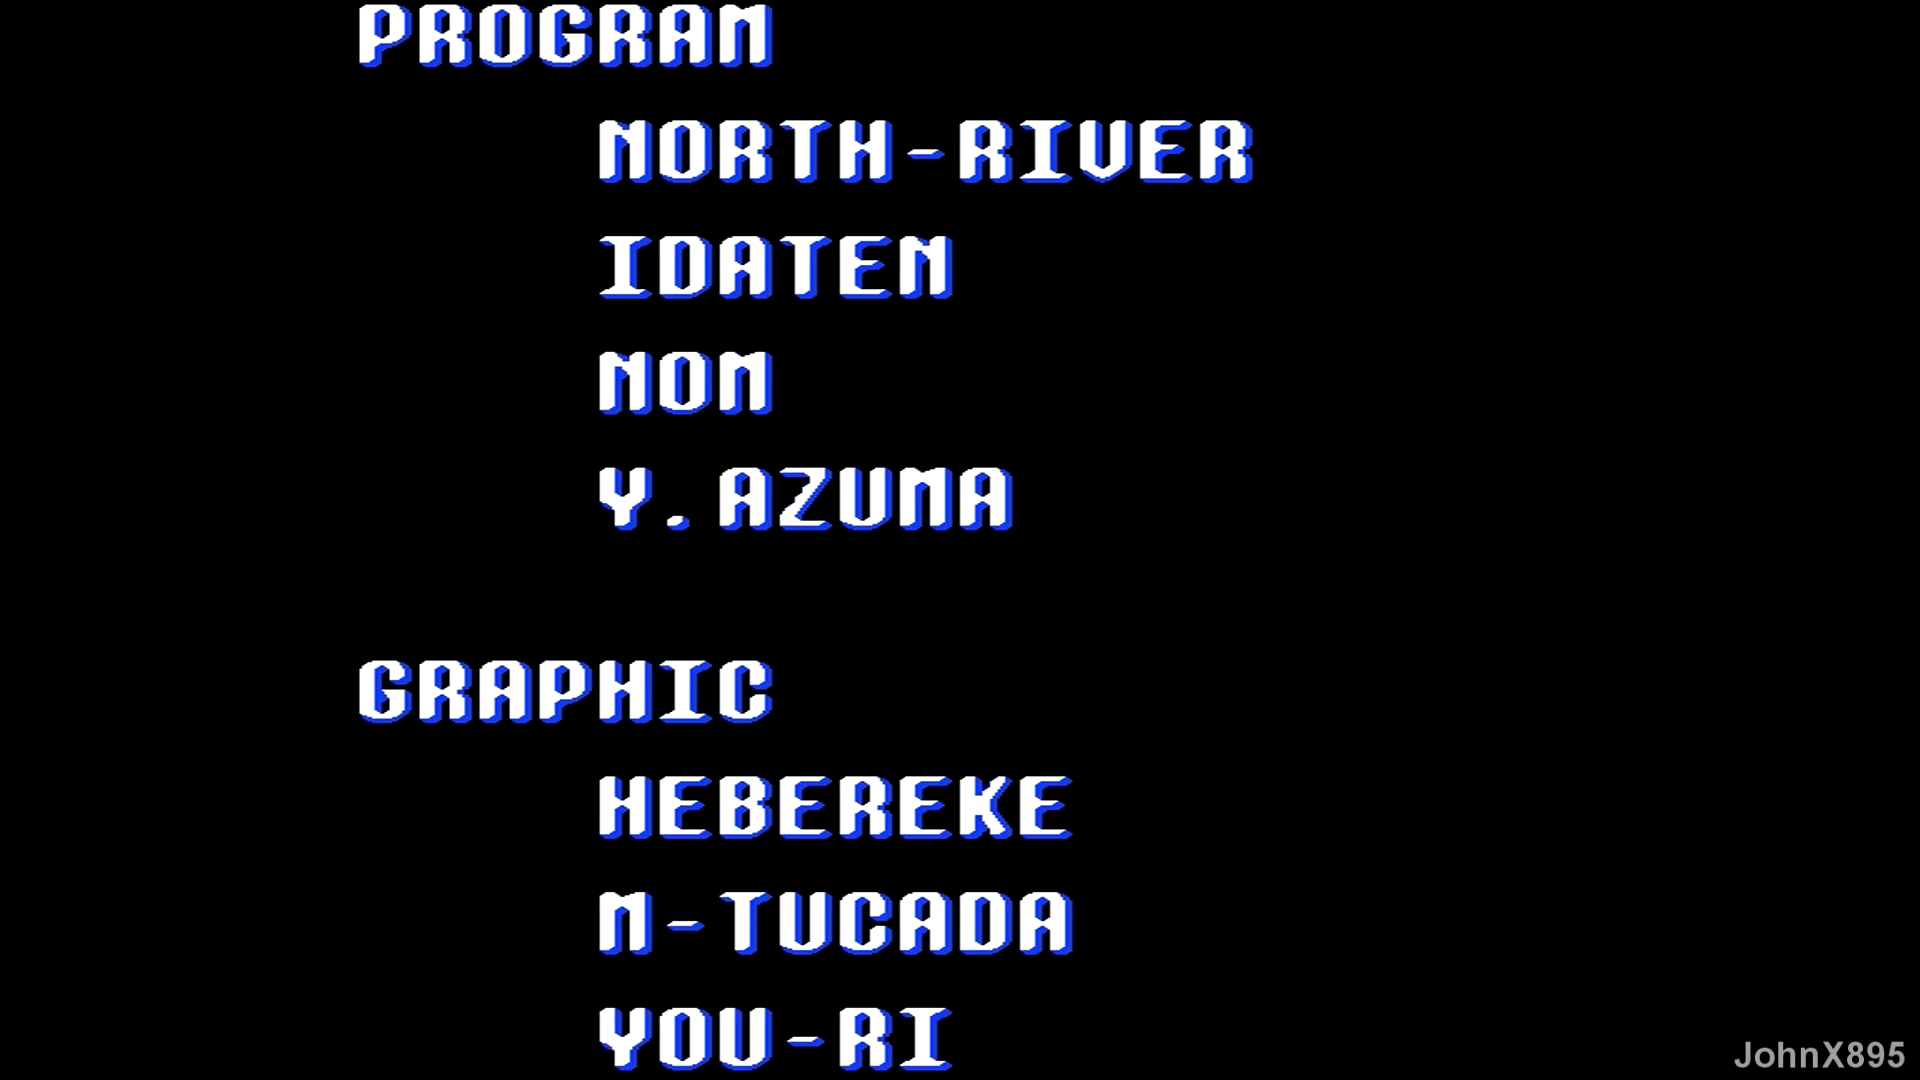 PROGRAM
NORTH-RIVER
IDATEN
NOM
Y.AZUMA
GRAPHIC
HEBEREKE
M-TUCADA
YOU-RI
JohnX895